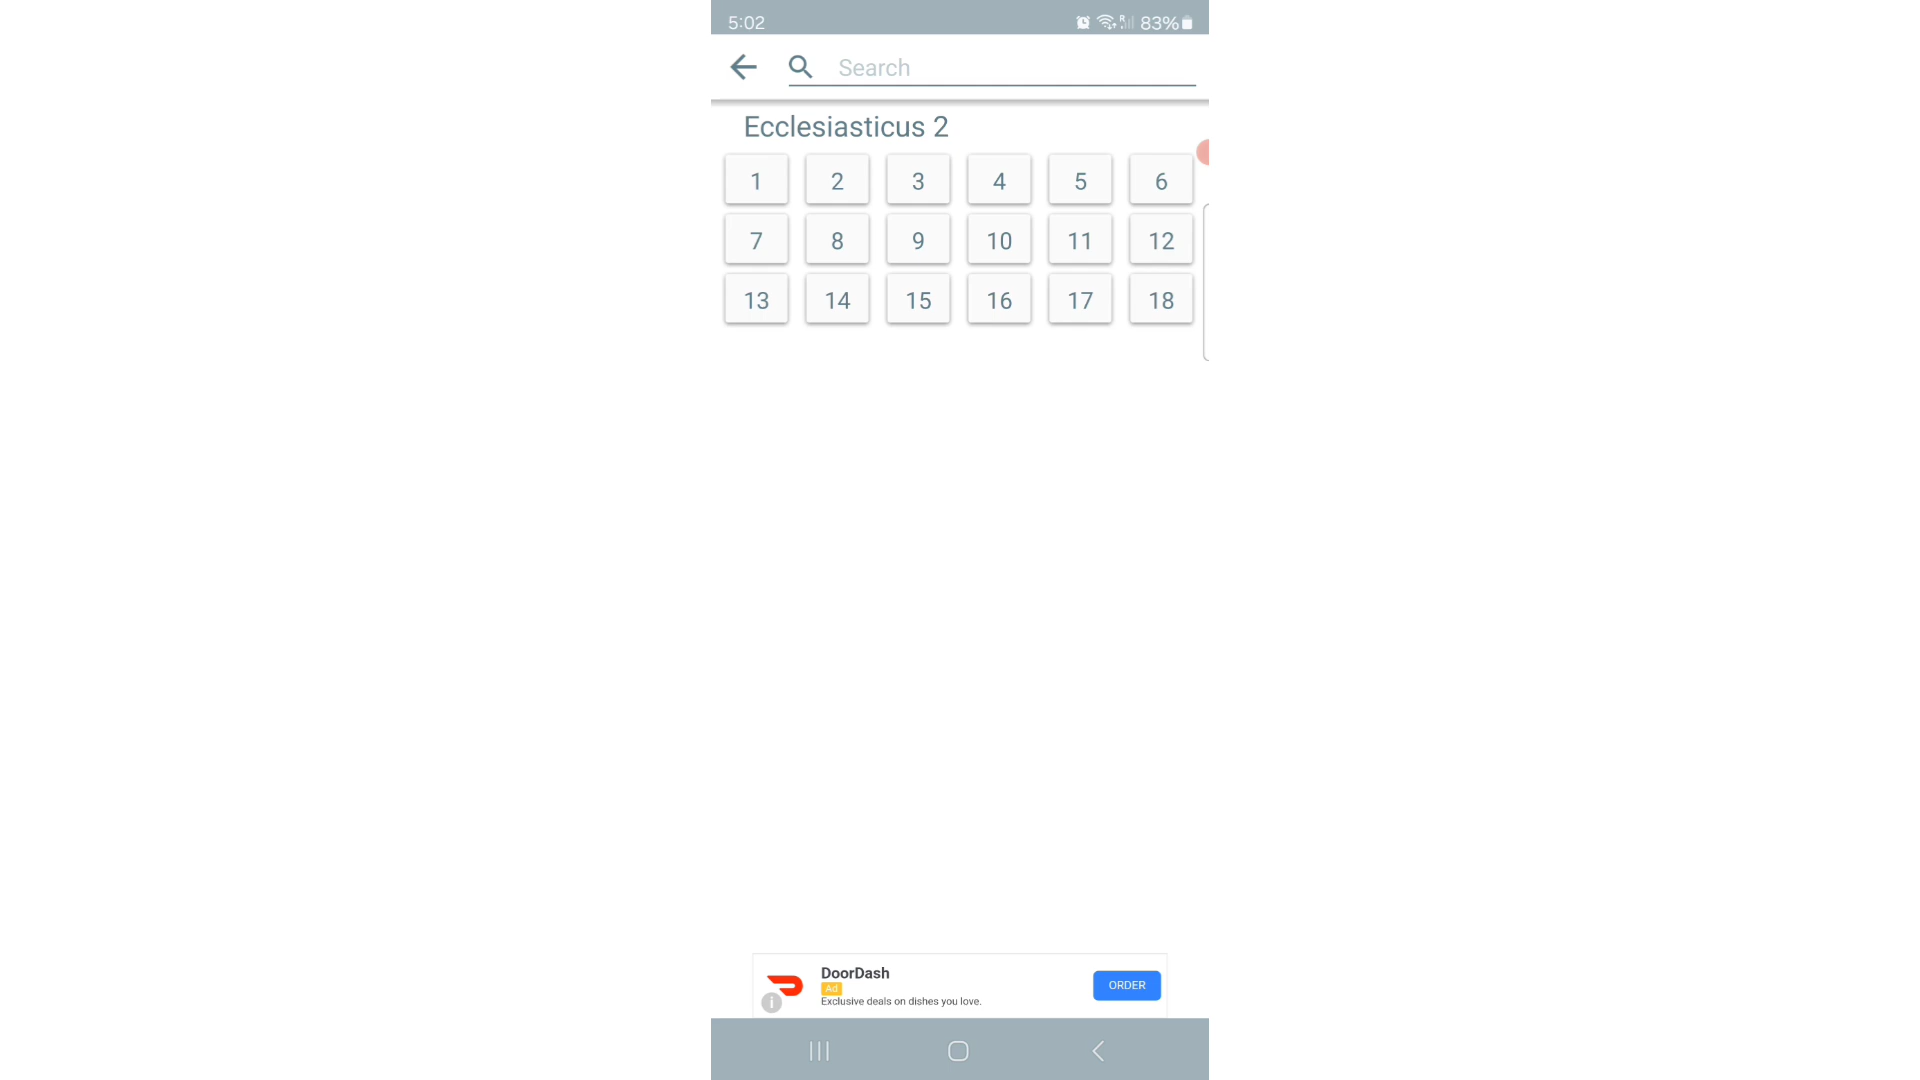 5:02
R
83%
Search
Ecclesiasticus 2
1 2 3 4 5 6
7 8 9 10 11 12
13 14 15 16 17 18
DoorDash
Ad
Exclusive deals on dishes you love.
ORDER